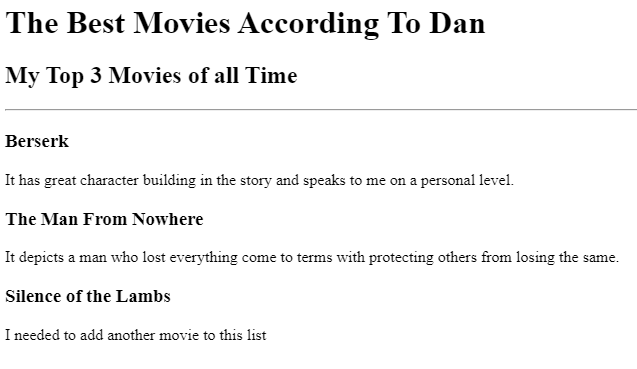 The Best Movies According To Dan
My Top 3 Movies of all Time
Berserk
It has great character building in the story and speaks to me on a personal level.
The Man From Nowhere
It depicts a man who lost everything come to terms with protecting others from losing the same.
Silence of the Lambs
I needed to add another movie to this list